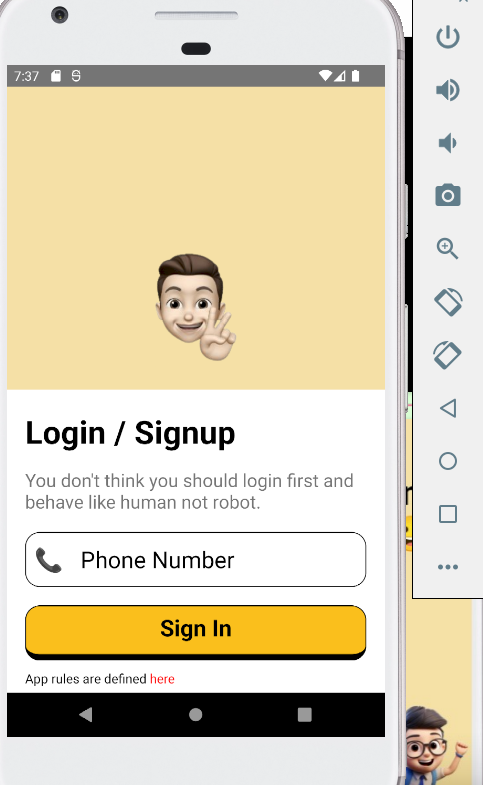 7:37
Login / Signup
You don't think you should login first and
behave like human not robot.
Phone Number
Sign In
App rules are defined here